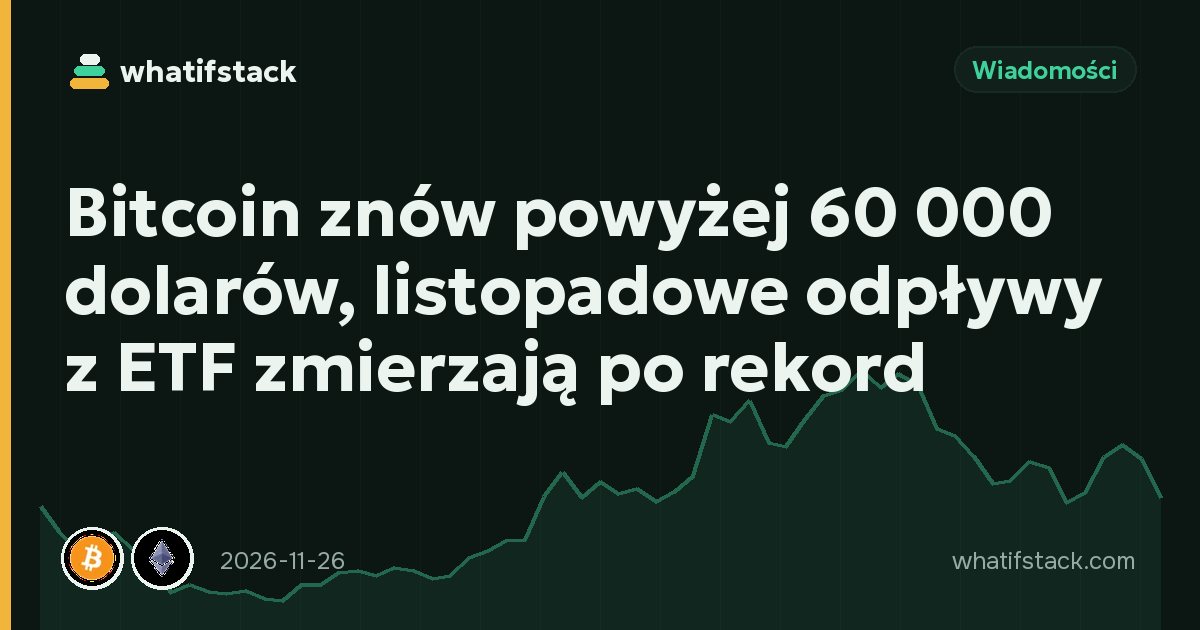 whatifstack
Wiadomości
Bitcoin znów powyżej 60 000
dolarów, listopadowe odpływy
z ETF zmierzają po rekord
2026-11-26
whatifstack.com